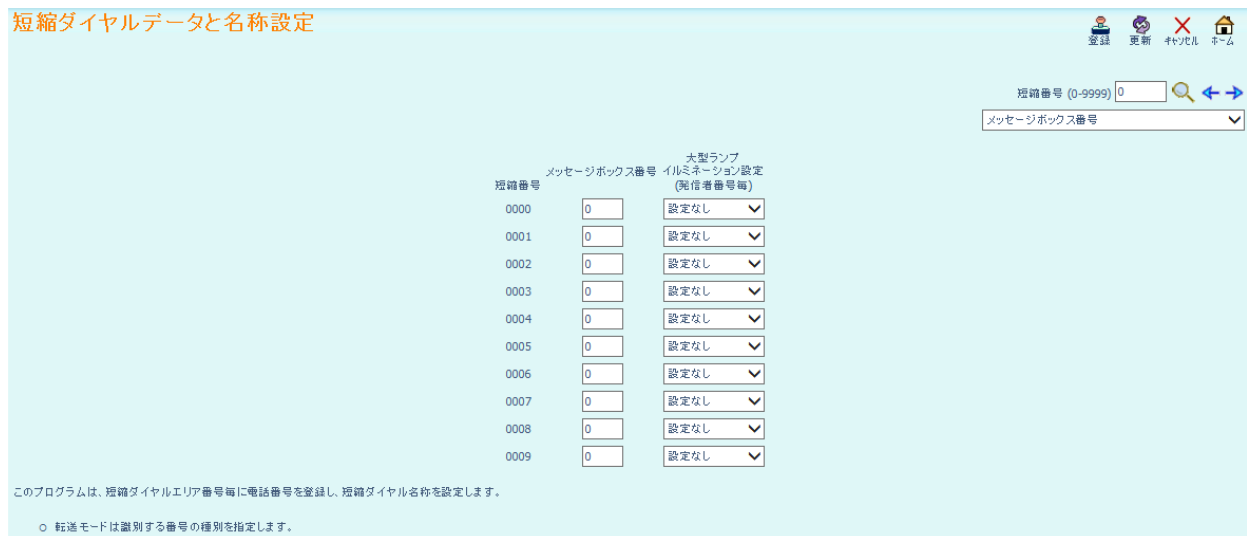 短縮ダイヤルデータと名称設定
登録 更新 キャンセル ホーム
短縮番号 (0-9999) 0
メッセージボックス番号
短縮番号 メッセージボックス番号 大型ランプ
イルミネーション設定
(発信者番号毎)
0000 0 設定なし
0001 0 設定なし
0002 0 設定なし
0003 0 設定なし
0004 0 設定なし
0005 0 設定なし
0006 0 設定なし
0007 0 設定なし
0008 0 設定なし
0009 0 設定なし
このプログラムは、短縮ダイヤルエリア番号毎に電話番号を登録し、短縮ダイヤル名称を設定します。
転送モードは識別する番号の種別を指定します。